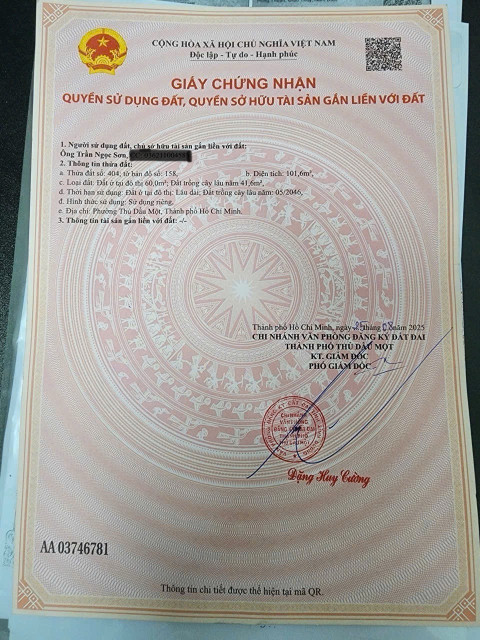 CỘNG HÒA XÃ HỘI CHỦ NGHĨA VIỆT NAM
Độc lập - Tự do - Hạnh phúc
GIẤY CHỨNG NHẬN
QUYỀN SỬ DỤNG ĐẤT, QUYỀN SỞ HỮU TÀI SẢN GẮN LIỀN VỚI ĐẤT
1. Người sử dụng đất, chủ sở hữu tài sản gắn liền với đất:
Ông Trần Ngọc Sơn,
2. Thông tin thửa đất:
a. Thửa đất số: 404, tờ bản đồ số: 158, b. Diện tích: 101,6m²,
c. Loại đất: Đất ở tại đô thị 60,0m²; Đất trồng cây lâu năm 41,6m²,
d. Thời hạn sử dụng: Đất ở tại đô thị: Lâu dài; Đất trồng cây lâu năm: 05/2046,
đ. Hình thức sử dụng: Sử dụng riêng,
e. Địa chỉ: Phường Thủ Dầu Một, Thành phố Hồ Chí Minh.
3. Thông tin tài sản gắn liền với đất: -/-
Thành phố Hồ Chí Minh, ngày 25 tháng 08 năm 2025
CHI NHÁNH VĂN PHÒNG ĐĂNG KÝ ĐẤT ĐAI
THÀNH PHỐ THỦ DẦU MỘT
KT. GIÁM ĐỐC
PHÓ GIÁM ĐỐC
Đặng Huy Cường
AA 03746781
Thông tin chi tiết được thể hiện tại mã QR.